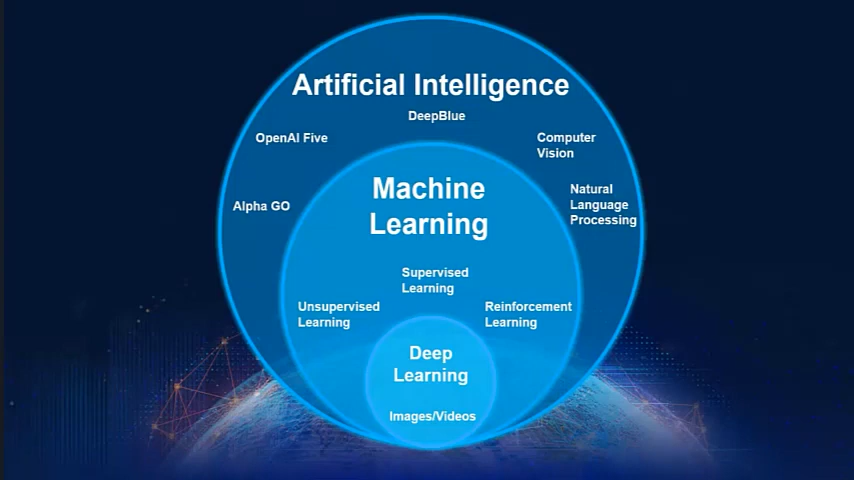 Artificial Intelligence
DeepBlue
OpenAI Five
Computer
Vision
Alpha GO
Natural
Language
Processing
Machine
Learning
Supervised
Learning
Unsupervised
Learning
Reinforcement
Learning
Deep
Learning
Images/Videos